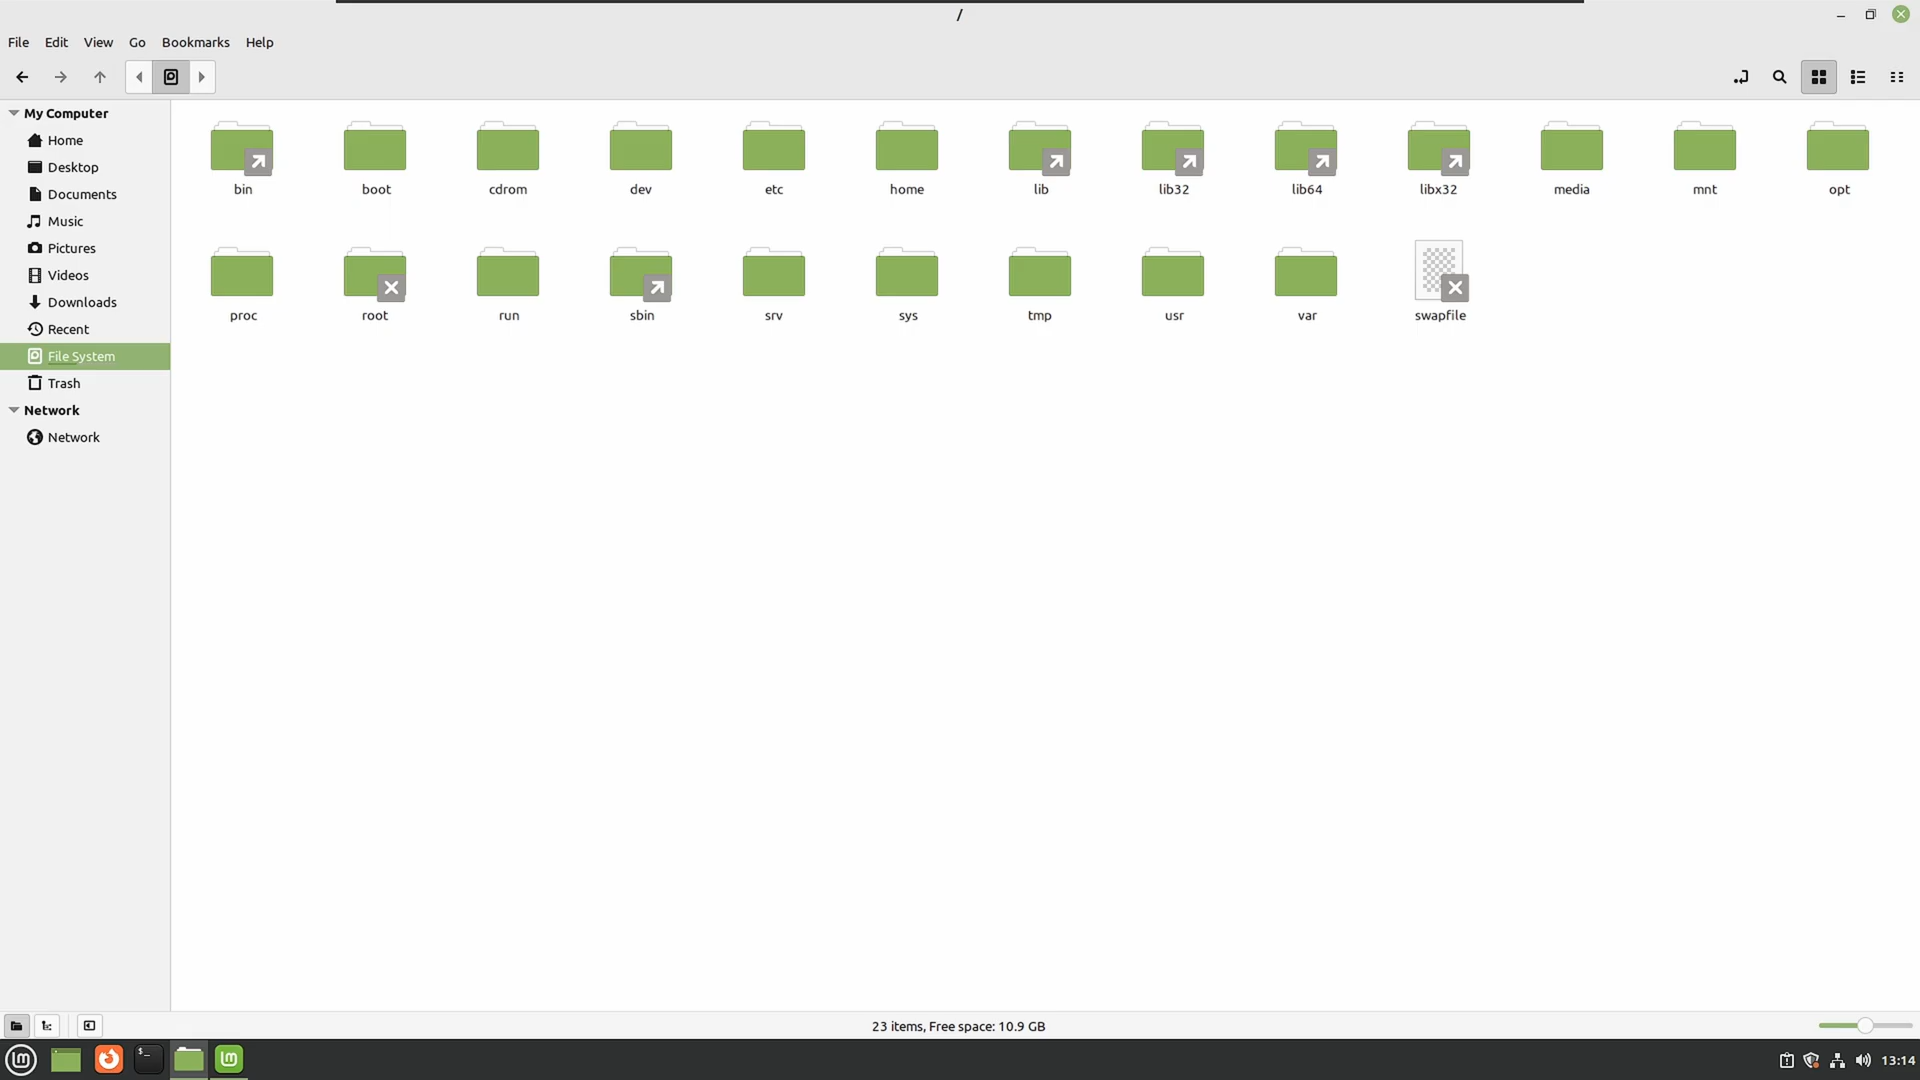 /
File Edit View Go Bookmarks Help
My Computer
Home
Desktop
Documents
Music
Pictures
Videos
Downloads
Recent
File System
Trash
Network
Network
bin boot cdrom dev etc home lib lib32 lib64 libx32 media mnt opt
proc root run sbin srv sys tmp usr var swapfile
23 items, Free space: 10.9 GB
$_
13:14